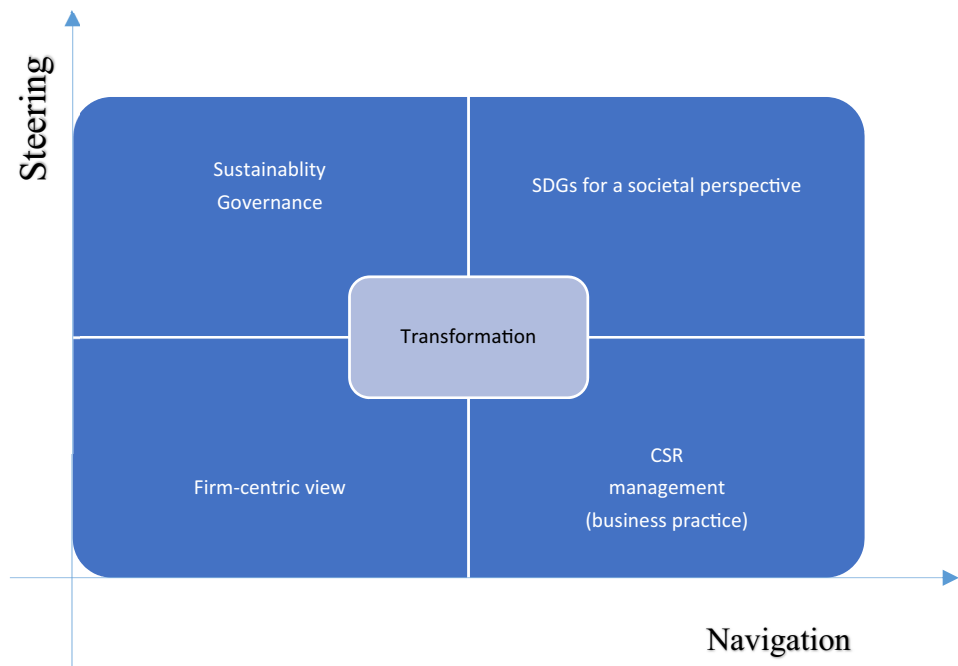 Steering
Sustainablity
Governance
SDGs for a societal perspective
Transformation
Firm-centric view
CSR
management
(business practice)
Navigation